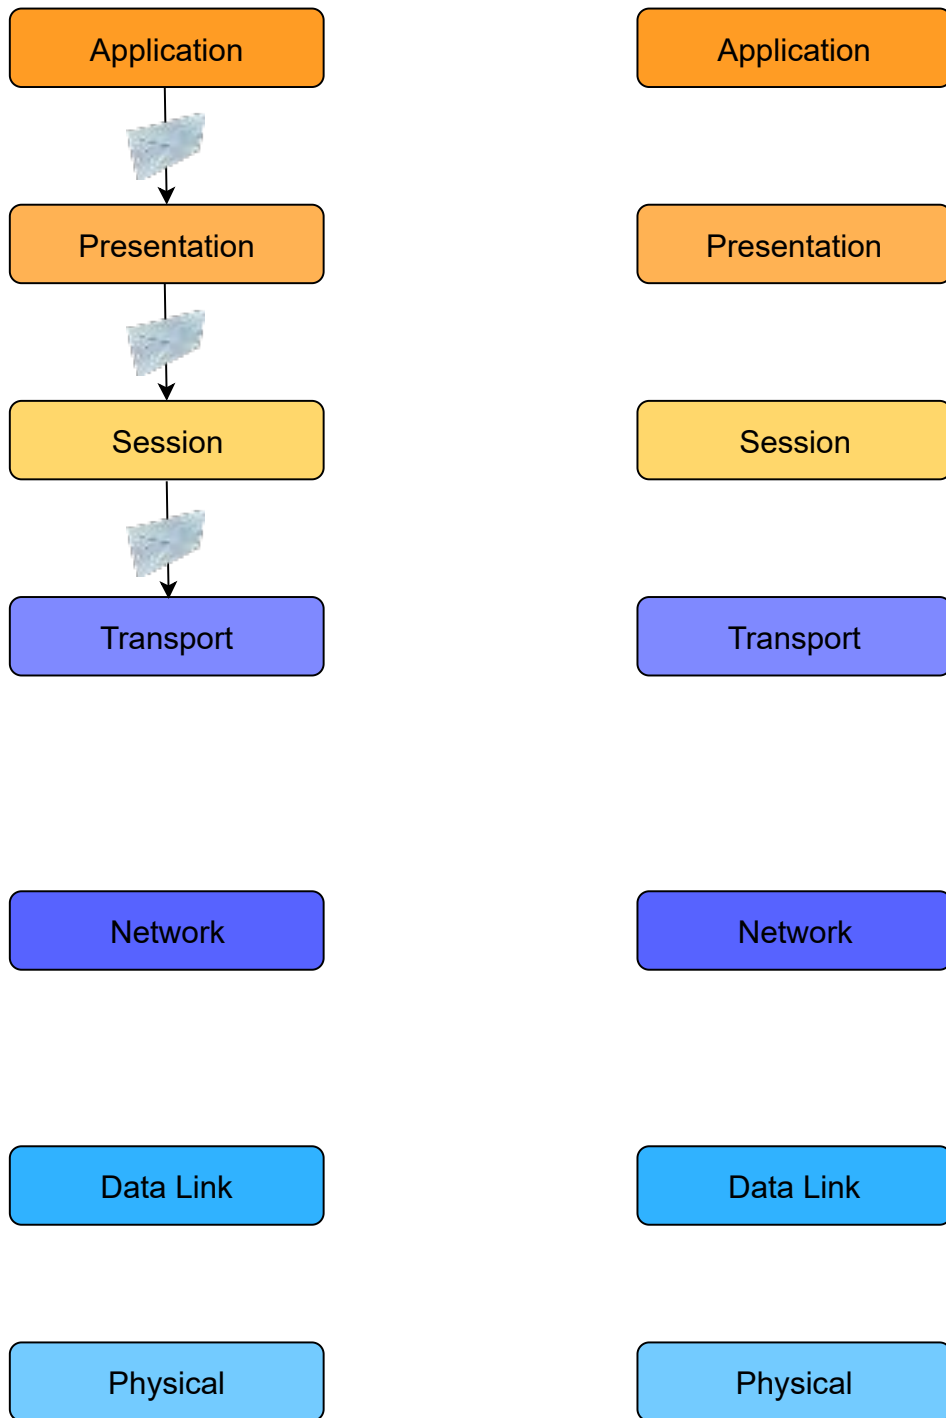 Application
Application
Presentation
Presentation
Session
Session
Transport
Transport
Network
Network
Data Link
Data Link
Physical
Physical